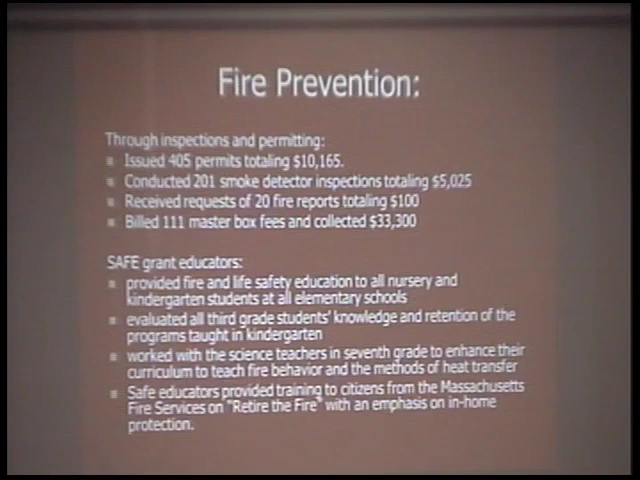 Fire Prevention:
Through inspections and permitting:
Issued 405 permits totaling $10,165.
Conducted 201 smoke detector inspections totaling $5,025
Received requests of 20 fire reports totaling $100
Billed 111 master box fees and collected $33,300
SAFE grant educators:
provided fire and life safety education to all nursery and
kindergarten students at all elementary schools
evaluated all third grade students' knowledge and retention of the
programs taught in kindergarten
worked with the science teachers in seventh grade to enhance their
curriculum to teach fire behavior and the methods of heat transfer
Safe educators provided training to citizens from the Massachusetts
Fire Services on "Retire the Fire" with an emphasis on in-home
protection.